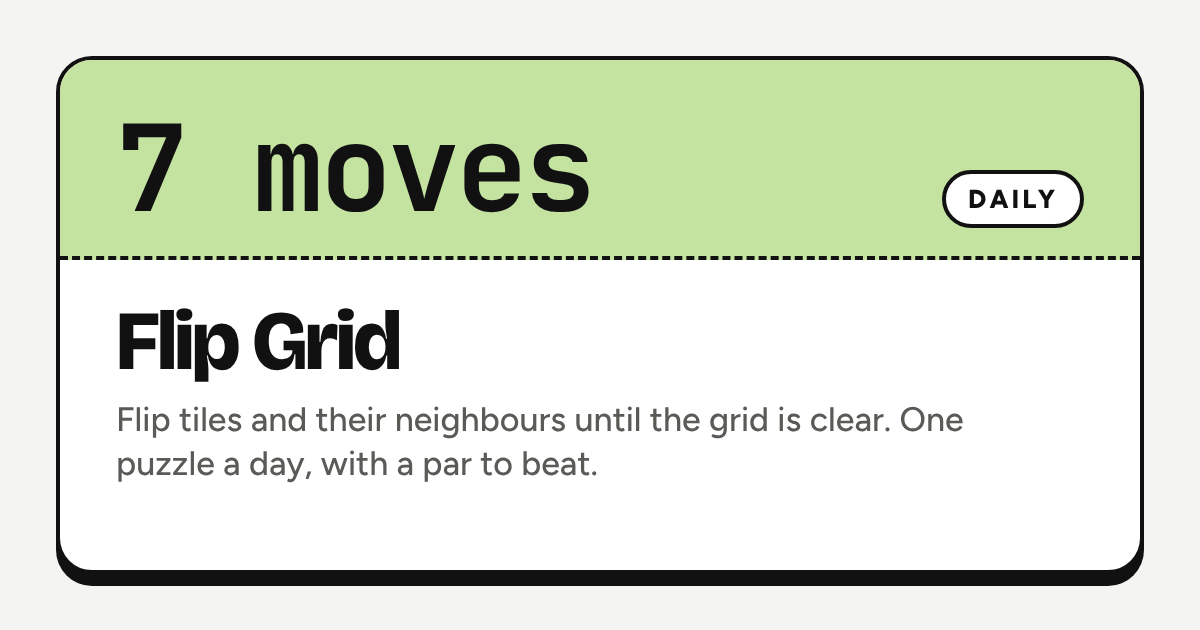 7 moves
DAILY
Flip Grid
Flip tiles and their neighbours until the grid is clear. One
puzzle a day, with a par to beat.